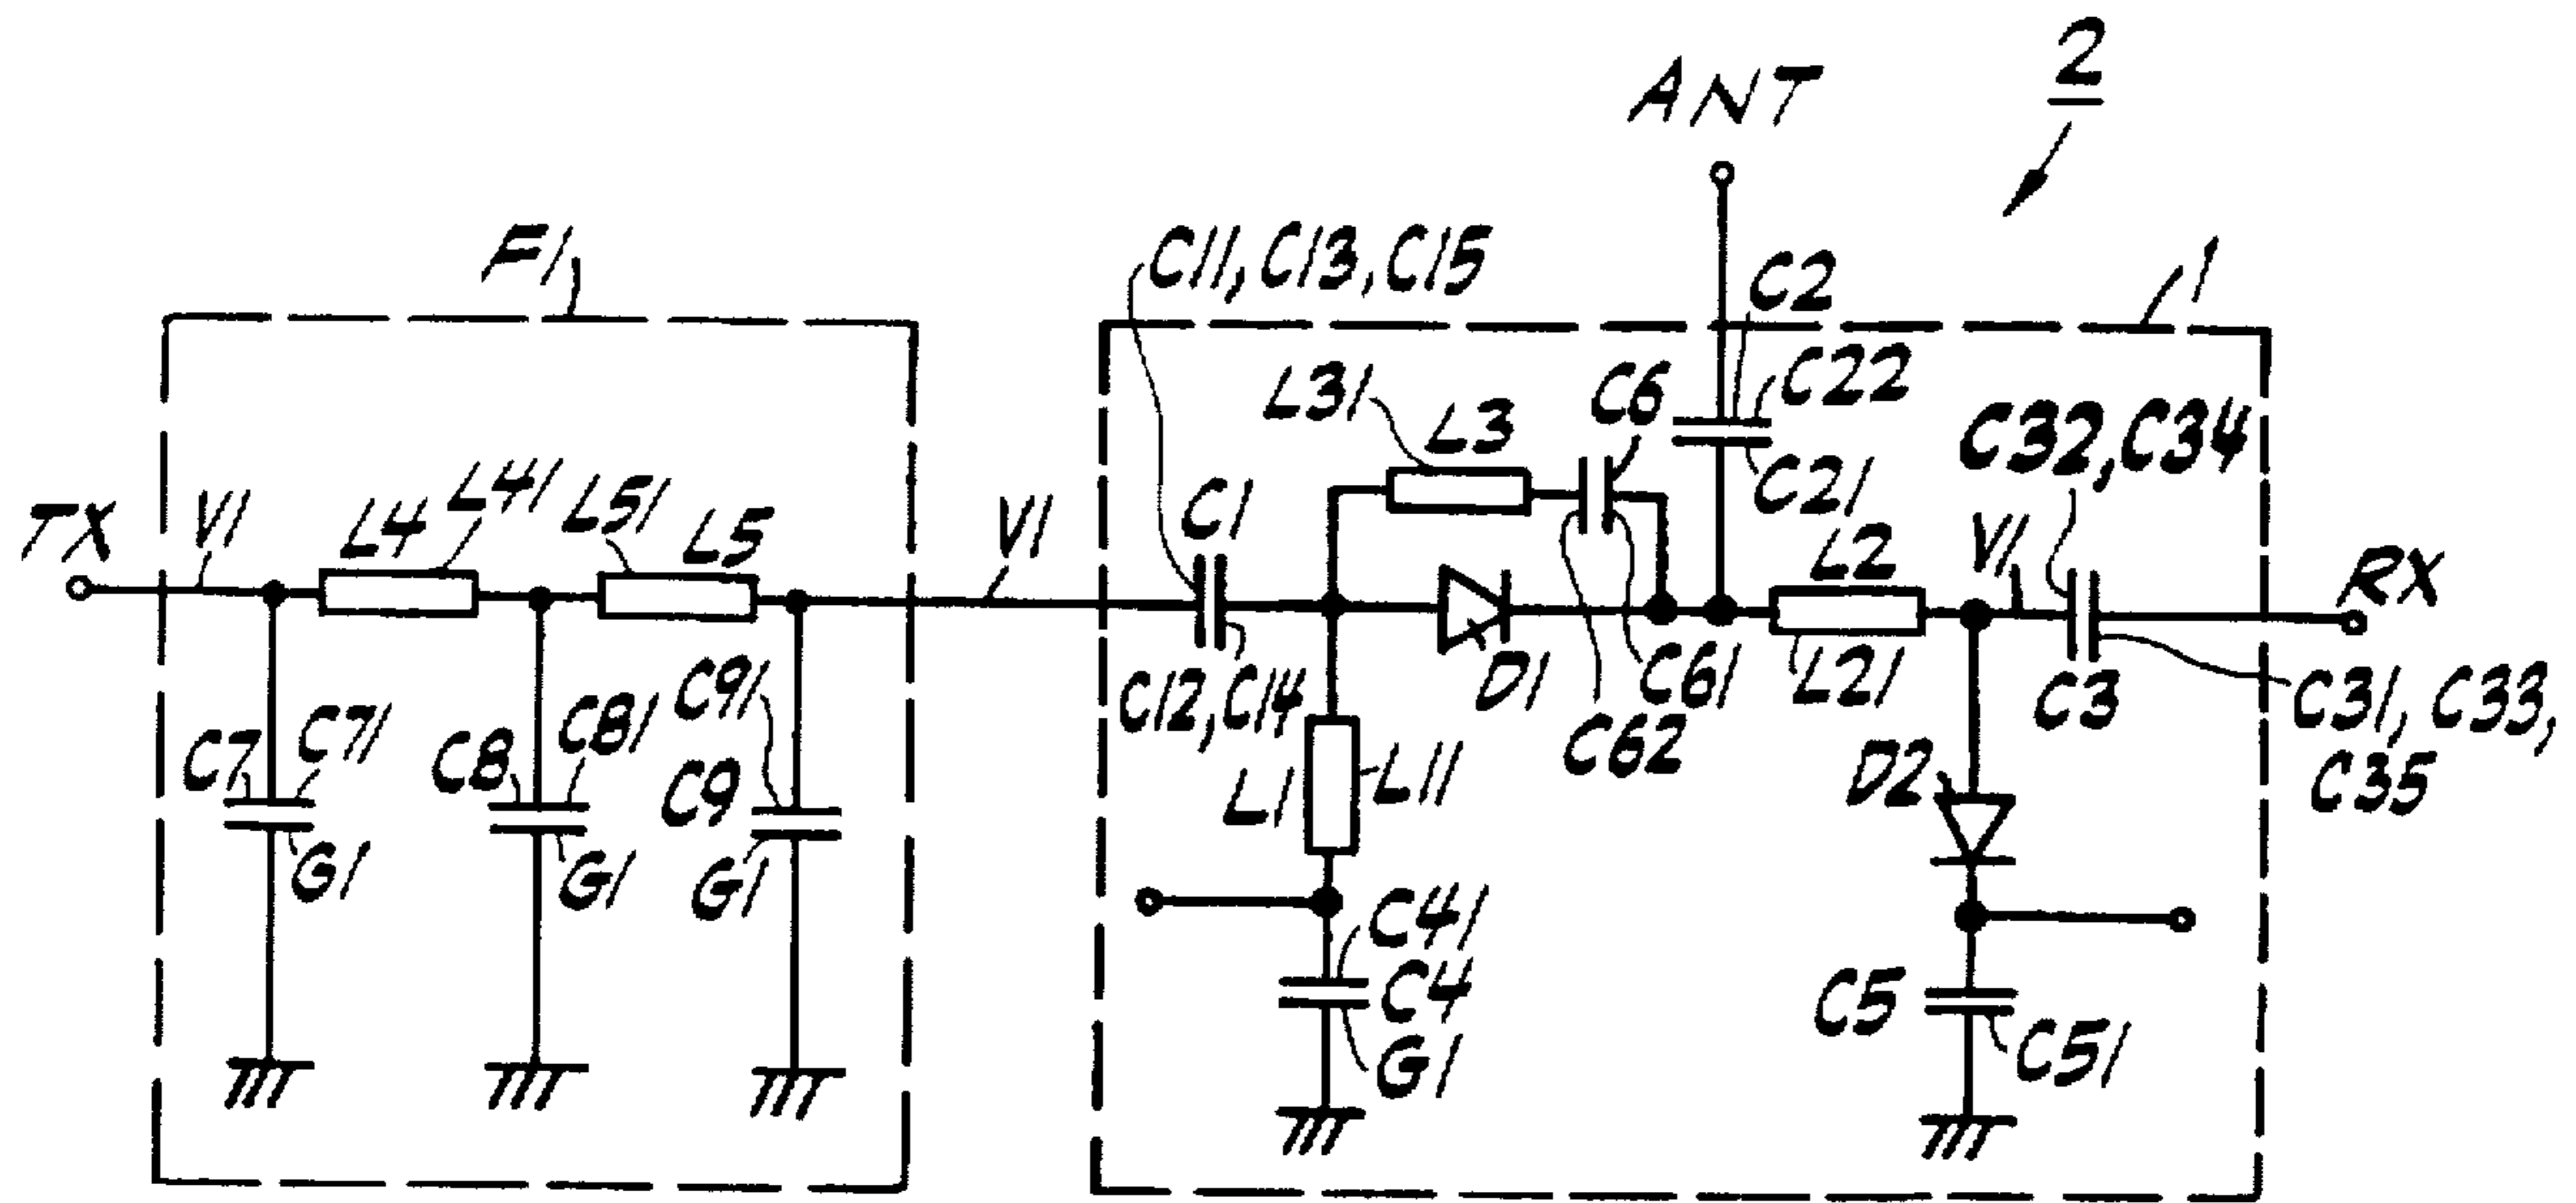 2
ANT
F1
C11, C13, C15
C2
1
L31
L3
C6
C22
C21
C32, C34
TX
V1
L4
L41
L51
L5
V1
C1
L2
V1
RX
C12, C14
D1
C62
C61
L21
C3
C31, C33,
C35
C7
C71
G1
C8
C81
G1
C91
C9
G1
L1
L11
D2
C41
C4
G1
C5
C51